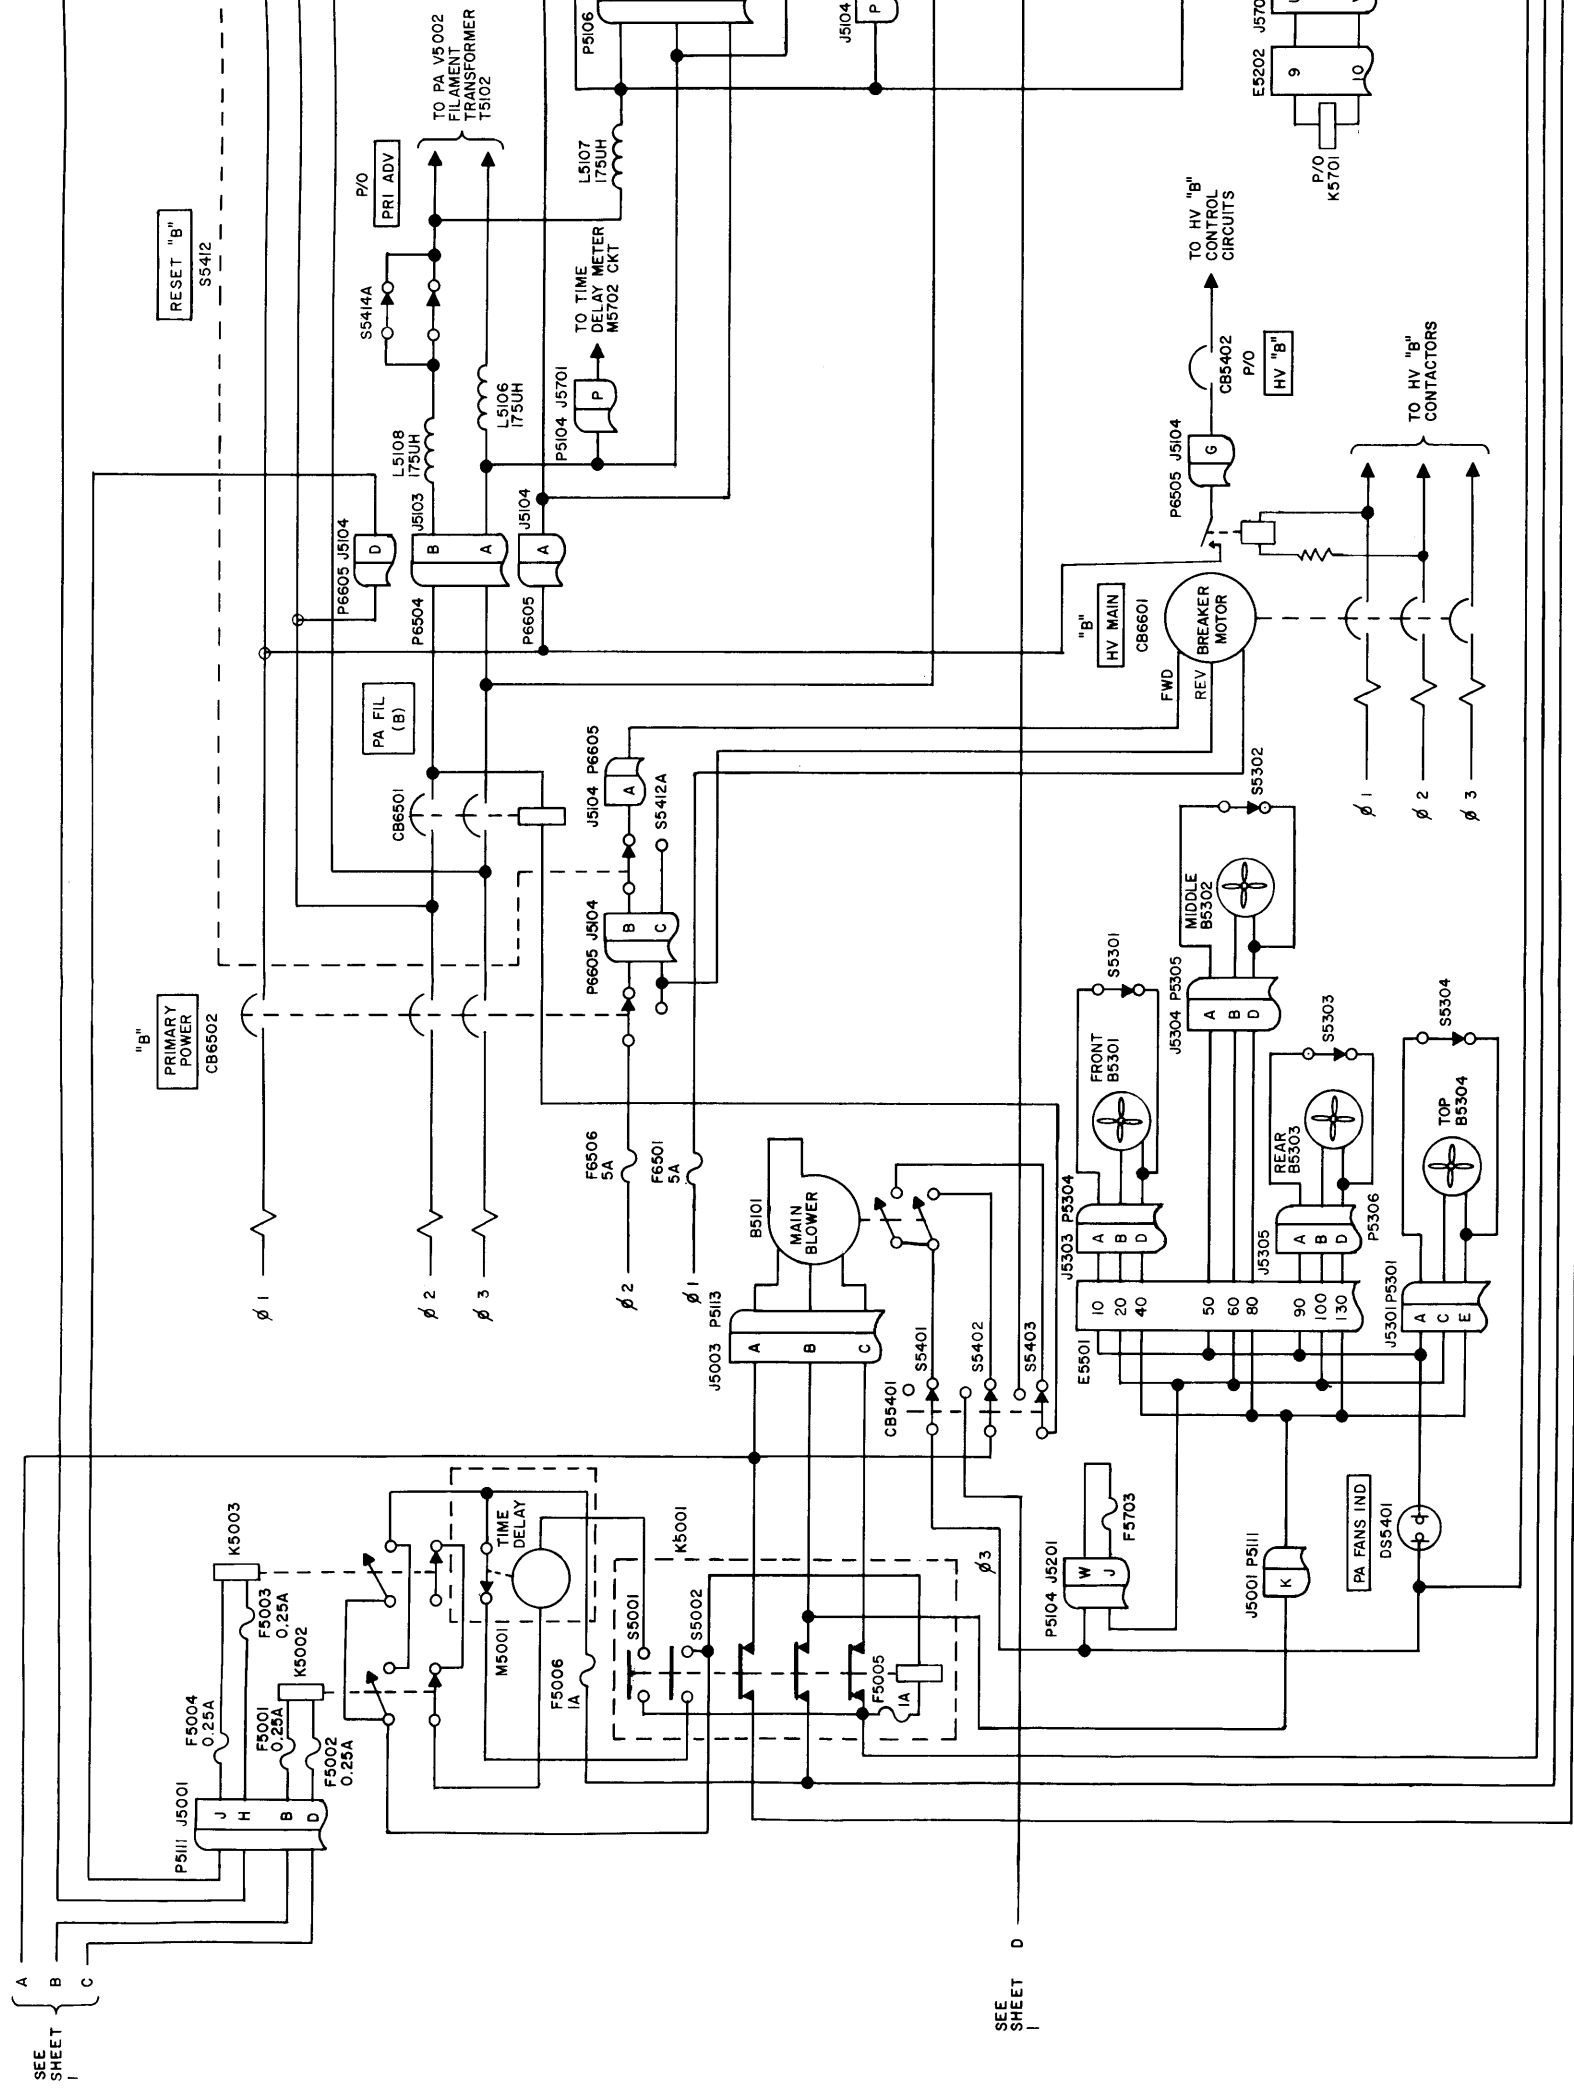 RESET "B"
S5412
TO PA V5002
FILAMENT
TRANSFORMER
T5102
P/O
PRI ADV
S5414A
P5106
J5104
P
L5107
175UH
J570
E5202
9
10
P/O
K5701
TO TIME
DELAY METER
M5702 CKT
P5104 J5701
P
L5108
175UH
L5106
175UH
TO HV "B"
CONTROL
CIRCUITS
CB5402
P/O
HV "B"
TO HV "B"
CONTACTORS
P6605 J5104
D
P6504
J5103
B
A
P6605
J5104
A
P6505 J5104
G
"B"
HV MAIN
CB6601
BREAKER
MOTOR
FWD
REV
PA FIL
(B)
CB6501
J5104 P6605
A
S5412A
P6605 J5104
B
C
"B"
PRIMARY
POWER
CB6502
ø 1
ø 2
ø 3
F6506
5A
F6501
5A
ø 2
ø 1
ø 1
ø 2
ø 3
S5302
MIDDLE
B5302
J5304 P5305
A
B
D
S5301
FRONT
B5301
J5303 P5304
A
B
D
S5303
REAR
B5303
J5305
A
B
D
P5306
S5304
TOP
B5304
J5301 P5301
A
C
E
E5501
10
20
40
50
60
80
90
100
130
B5101
MAIN
BLOWER
J5003 P5113
A
B
C
CB5401
S5401
S5402
S5403
K5003
F5003
0.25A
K5002
F5004
0.25A
F5001
0.25A
F5002
0.25A
P5111 J5001
J
H
B
D
TIME
DELAY
M5001
F5006
1A
K5001
S5001
S5002
F5005
1A
ø3
P5104 J5201
W
J
F5703
J5001 P5111
K
PA FANS IND
DS5401
A
B
C
SEE
SHEET
1
D
SEE
SHEET
1